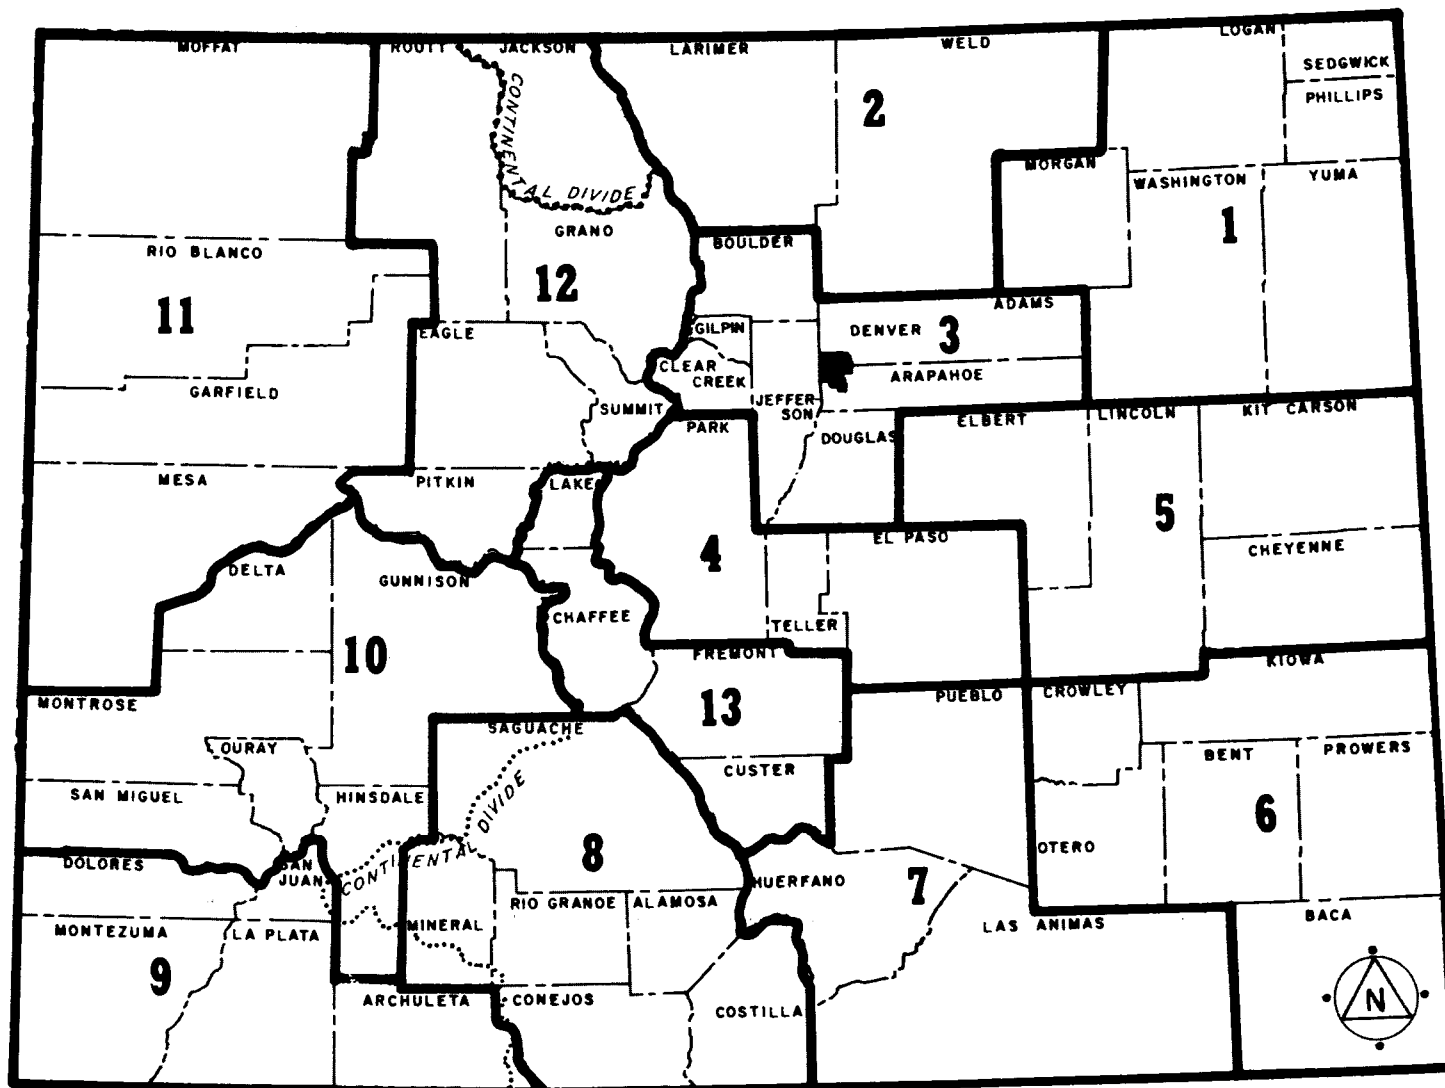 MOFFAT
ROUTT
JACKSON
LARIMER
WELD
LOGAN
SEDGWICK
PHILLIPS
CONTINENTAL DIVIDE
2
MORGAN
WASHINGTON
YUMA
1
RIO BLANCO
GRANO
BOULDER
12
11
ADAMS
EAGLE
GILPIN
DENVER
3
CLEAR
CREEK
ARAPAHOE
GARFIELD
SUMMIT
JEFFER
SON
PARK
DOUGLAS
ELBERT
LINCOLN
KIT CARSON
MESA
PITKIN
LAKE
5
4
EL PASO
CHEYENNE
DELTA
GUNNISON
CHAFFEE
TELLER
10
FREMONT
KIOWA
MONTROSE
13
PUEBLO
CROWLEY
SAGUACHE
OURAY
CUSTER
BENT
PROWERS
SAN MIGUEL
HINSDALE
CONTINENTAL DIVIDE
6
DOLORES
SAN
JUAN
8
OTERO
HUERFANO
7
RIO GRANOE
ALAMOSA
MONTEZUMA
LA PLATA
MINERAL
LAS ANIMAS
BACA
9
ARCHULETA
CONEJOS
COSTILLA
N